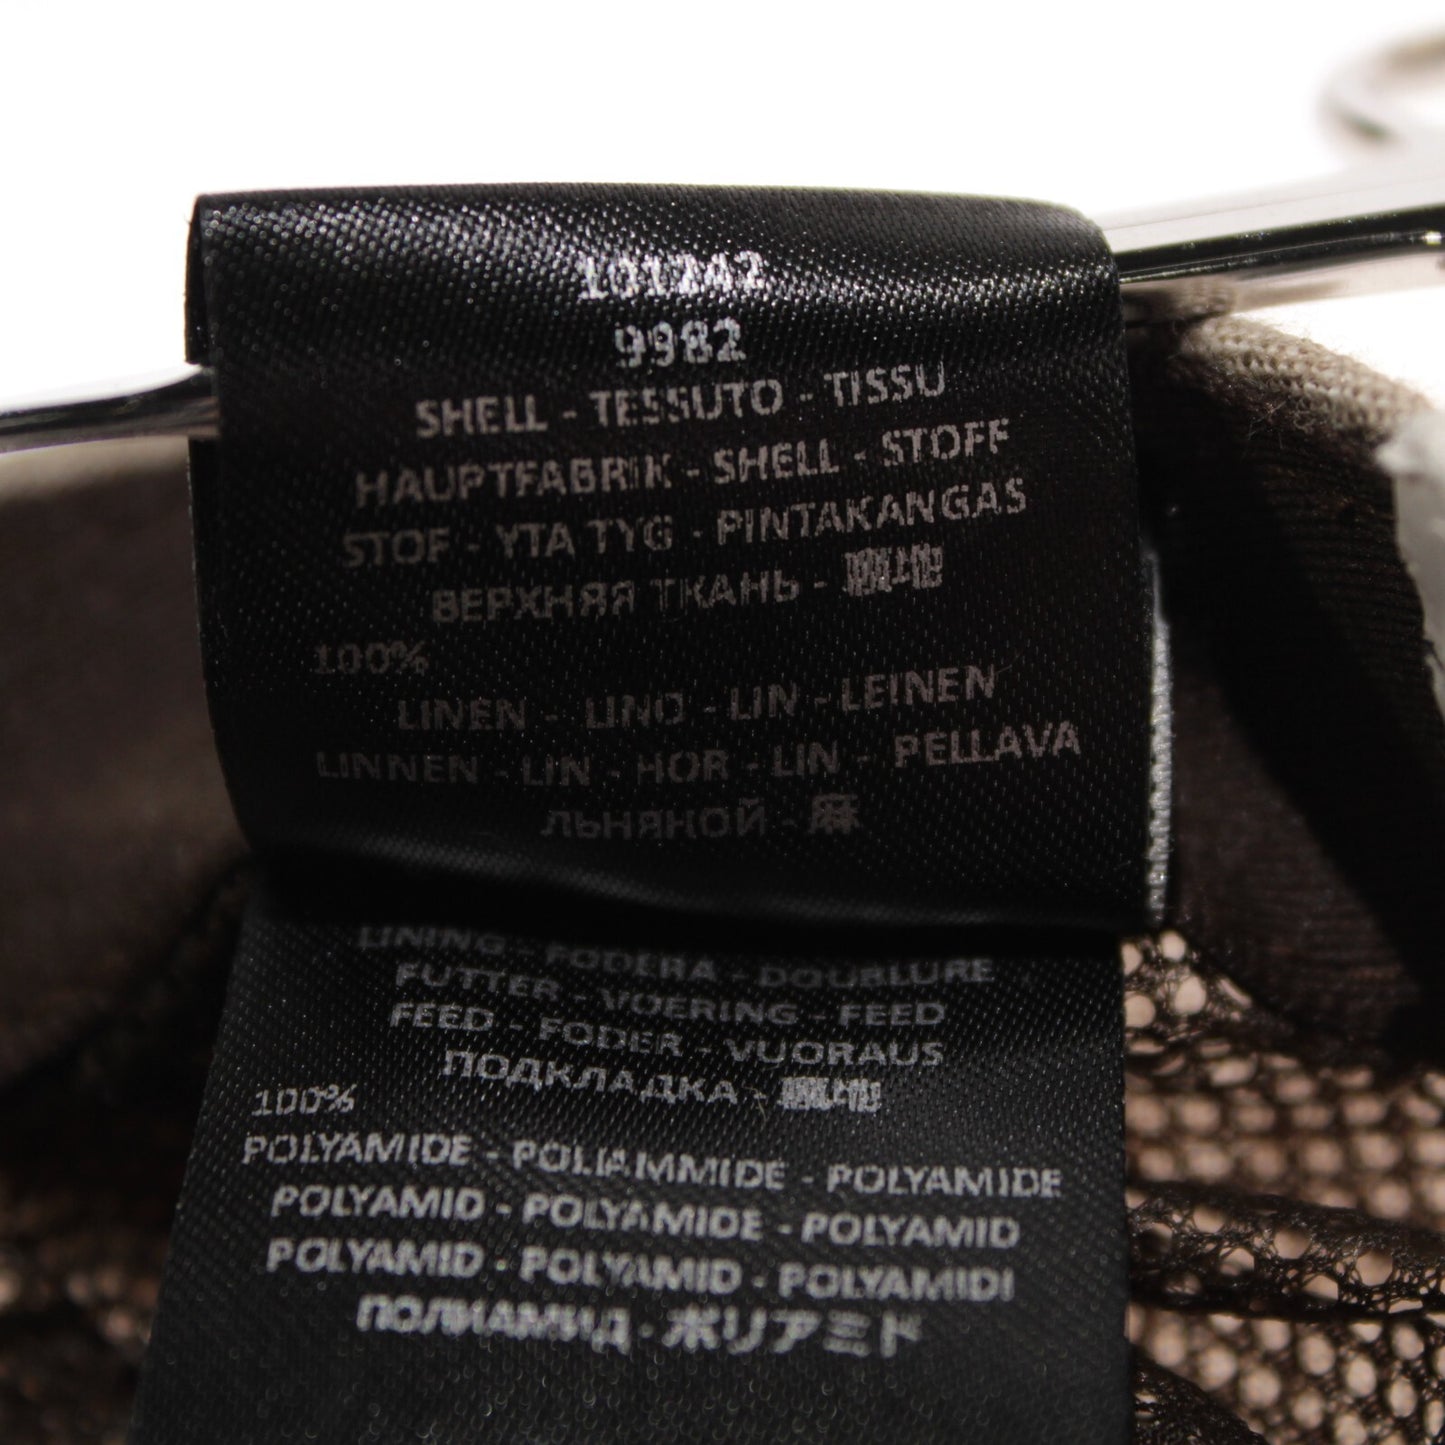 101242
9982
SHELL - TESSUTO - TISSU
HAUPTFABRIK - SHELL - STOFF
STOF - YTA TYG - PINTAKANGAS
ВЕРХНЯЯ ТКАНЬ -
100%
LINEN - LINO - LIN - LEINEN
LINNEN - LIN - HOR - LIN - PELLAVA
ЛЬНЯНОЙ - 麻
LINING - FODERA - DOUBLURE
FUTTER - VOERING - FEED
FEED - FODER - VUORAUS
ПОДКЛАДКА -
100%
POLYAMIDE - POLIAMMIDE - POLYAMIDE
POLYAMID - POLYAMIDE - POLYAMID
POLYAMID - POLYAMID - POLYAMIDI
ПОЛИАМИД - ポリアミド